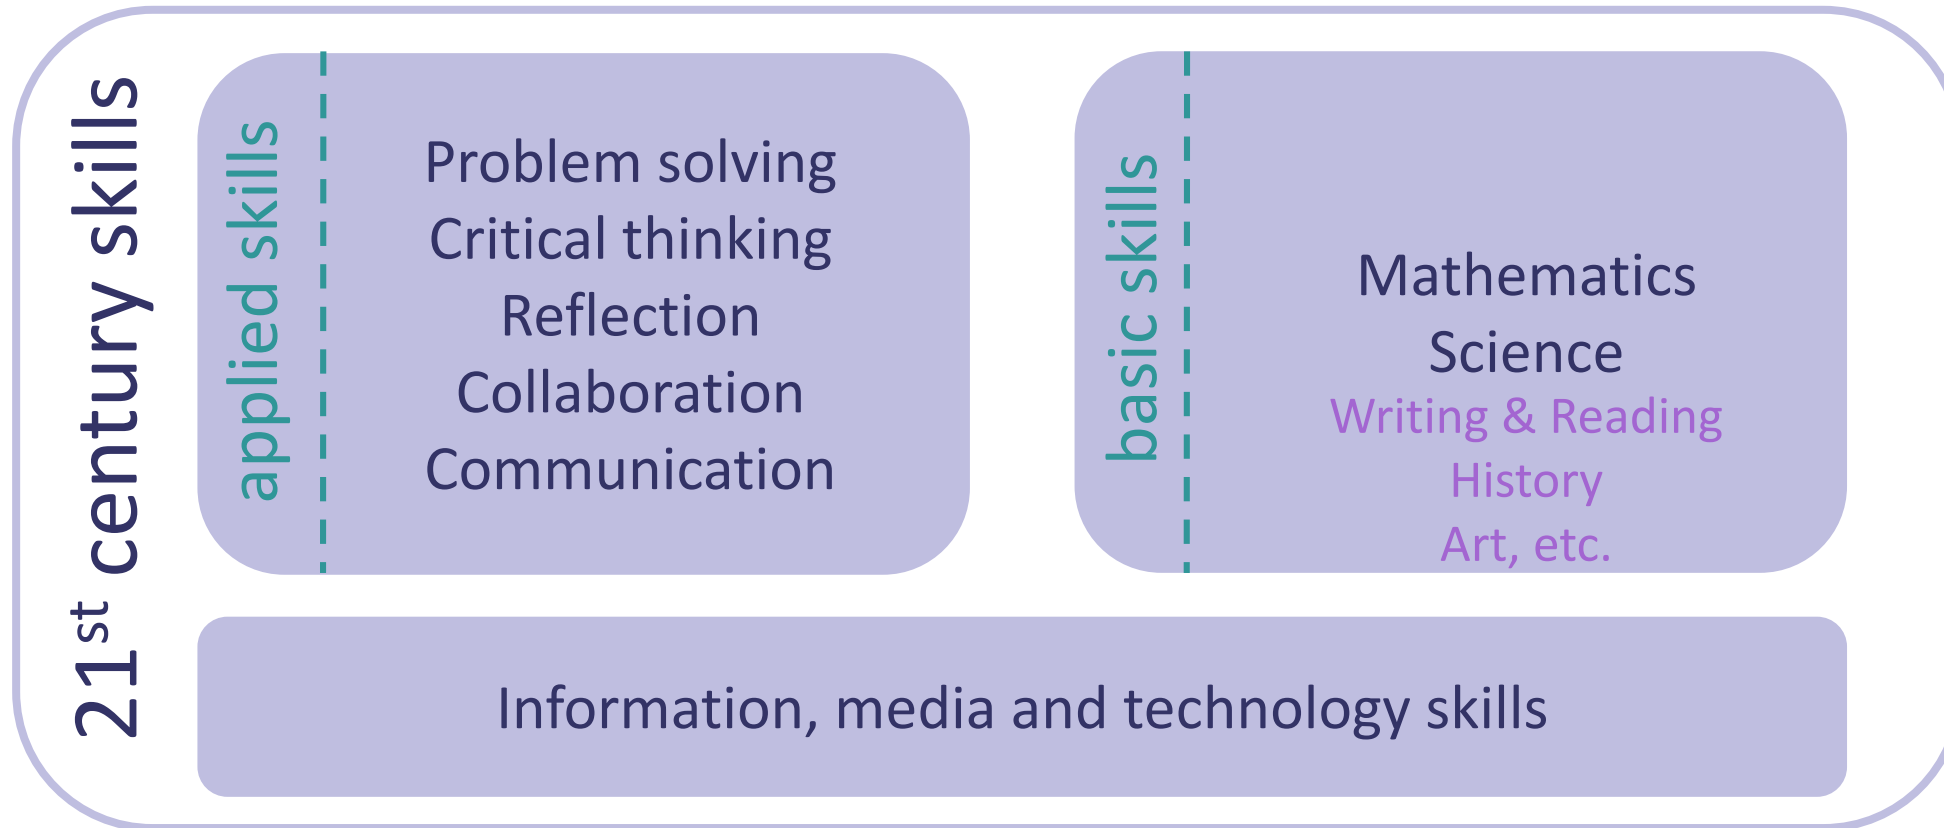 21st century skills
applied skills
Problem solving
Critical thinking
Reflection
Collaboration
Communication
basic skills
Mathematics
Science
Writing & Reading
History
Art, etc.
Information, media and technology skills